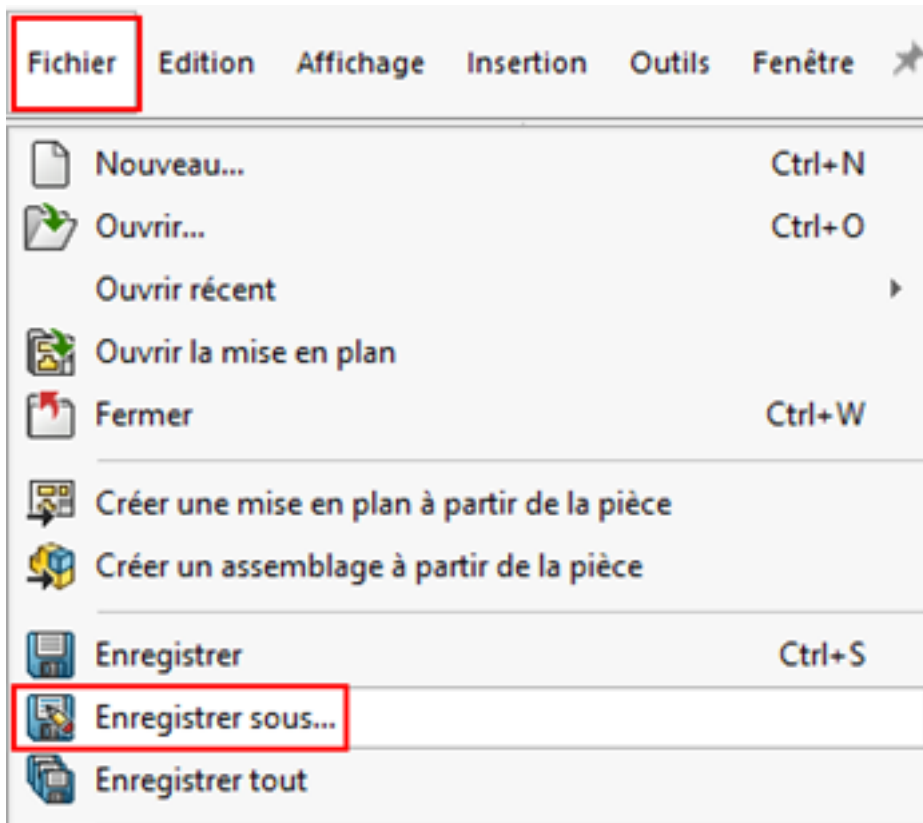 Fichier Edition Affichage Insertion Outils Fenêtre
Nouveau... Ctrl+N
Ouvrir... Ctrl+O
Ouvrir récent
Ouvrir la mise en plan
Fermer Ctrl+W
Créer une mise en plan à partir de la pièce
Créer un assemblage à partir de la pièce
Enregistrer Ctrl+S
Enregistrer sous...
Enregistrer tout